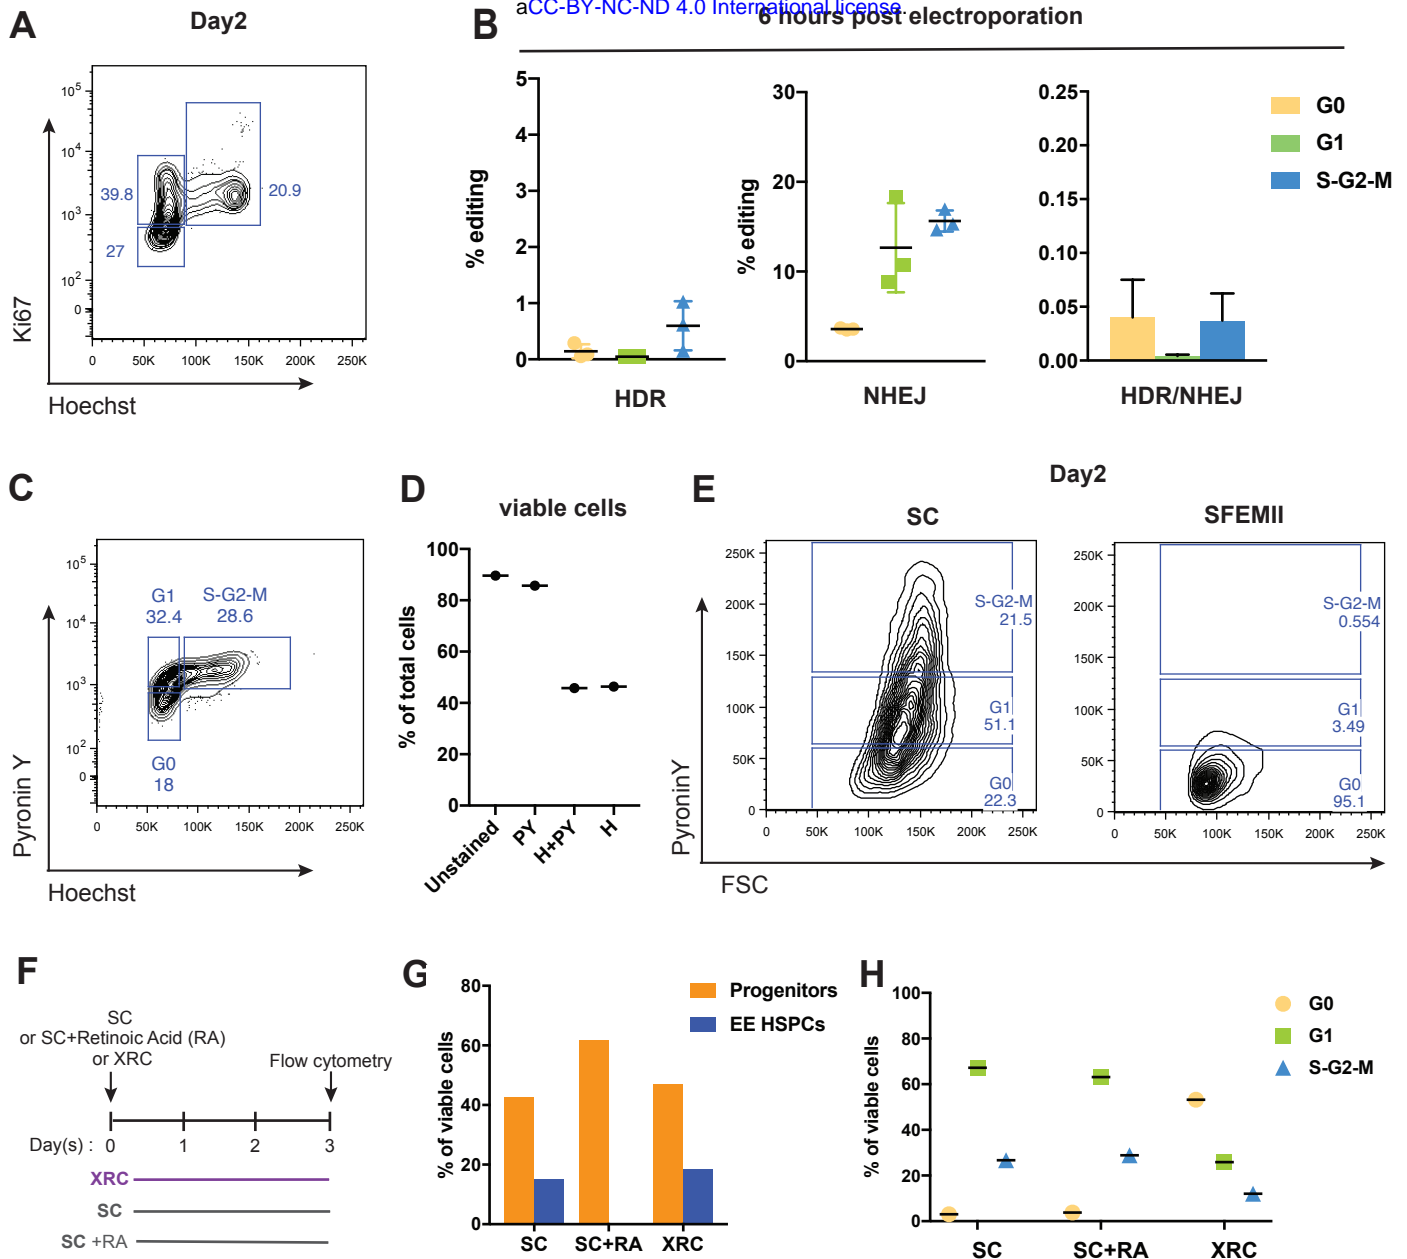 aCC-BY-NC-ND 4.0 International license.
6 hours post electroporation
A
Day2
10^5
10^4
10^3
10^2
0
39.8
20.9
27
0 50K 100K 150K 200K 250K
Ki67
Hoechst
B
5
4
3
2
1
0
% editing
HDR
30
20
10
0
% editing
NHEJ
0.25
0.20
0.15
0.10
0.05
0.00
HDR/NHEJ
G0
G1
S-G2-M
C
10^5
10^4
10^3
10^2
0
G1
32.4
S-G2-M
28.6
G0
18
0 50K 100K 150K 200K 250K
Pyronin Y
Hoechst
D
viable cells
100
80
60
40
20
0
% of total cells
Unstained
PY
H+PY
H
E
Day2
SC
250K
200K
150K
100K
50K
0
S-G2-M
21.5
G1
51.1
G0
22.3
0 50K 100K 150K 200K 250K
SFEMII
250K
200K
150K
100K
50K
0
S-G2-M
0.554
G1
3.49
G0
95.1
0 50K 100K 150K 200K 250K
PyroninY
FSC
F
SC
or SC+Retinoic Acid (RA)
or XRC
Flow cytometry
Day(s) : 0 1 2 3
XRC
SC
SC +RA
G
80
60
40
20
0
% of viable cells
SC SC+RA XRC
Progenitors
EE HSPCs
H
100
80
60
40
20
0
% of viable cells
SC SC+RA XRC
G0
G1
S-G2-M